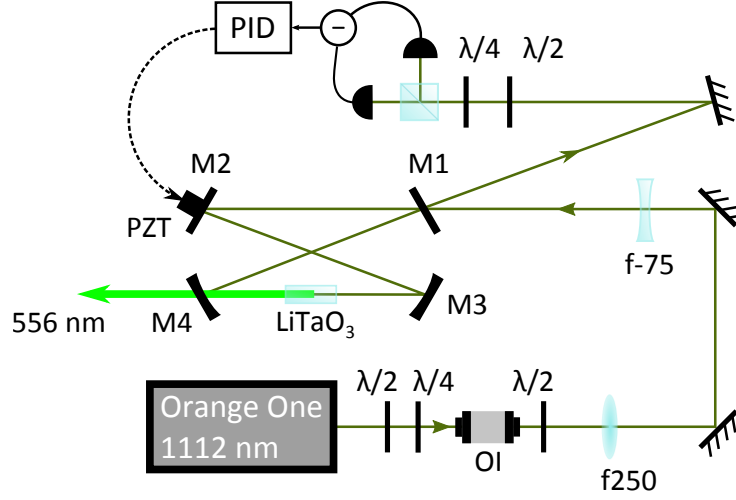 PID
−
λ/4
λ/2
M2
M1
PZT
f-75
556 nm
M4
LiTaO₃
M3
λ/2
λ/4
λ/2
Orange One
1112 nm
OI
f250